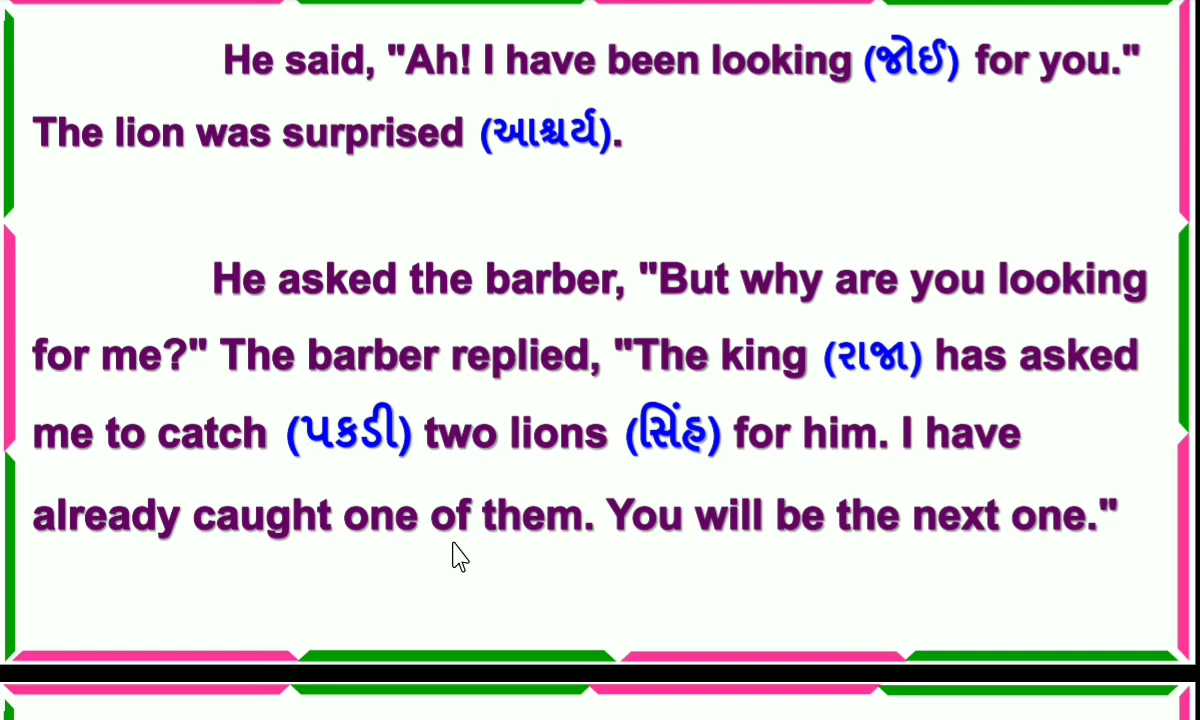 He said, "Ah! I have been looking (જોઈ) for you."
The lion was surprised (આશ્ચર્ય).
He asked the barber, "But why are you looking
for me?" The barber replied, "The king (રાજા) has asked
me to catch (પકડી) two lions (સિંહ) for him. I have
already caught one of them. You will be the next one."